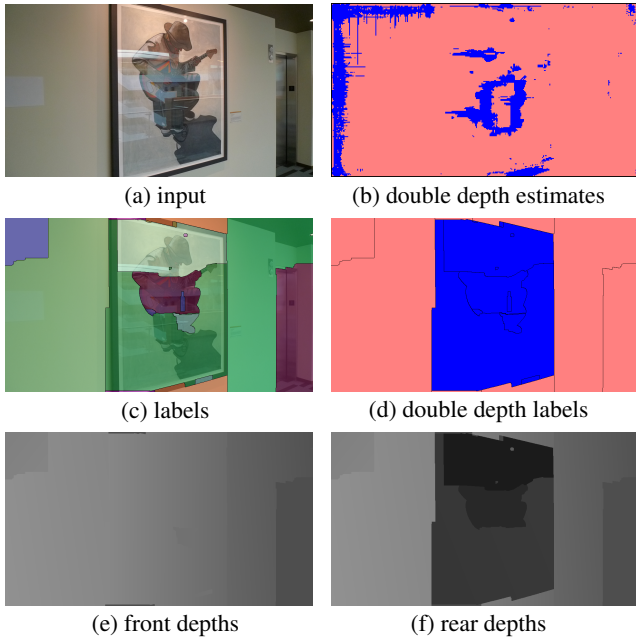 (a) input
(b) double depth estimates
(c) labels
(d) double depth labels
(e) front depths
(f) rear depths